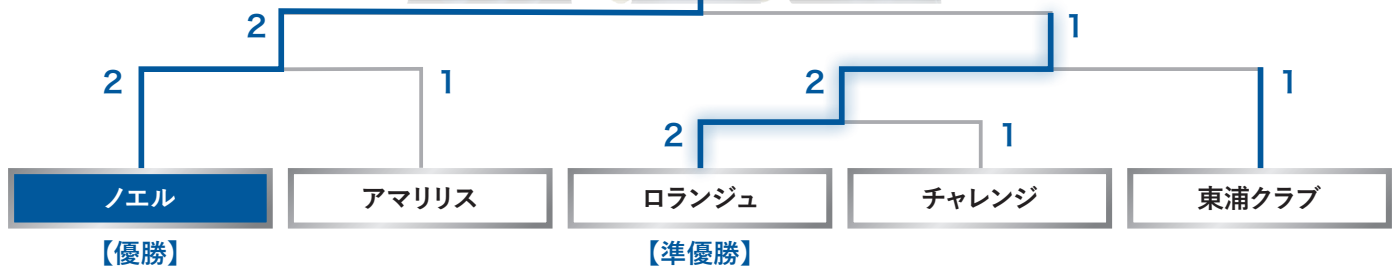 2 1
2 1 2 1
2 1
ノエル アマリリス ロランジュ チャレンジ 東浦クラブ
【優勝】 【準優勝】